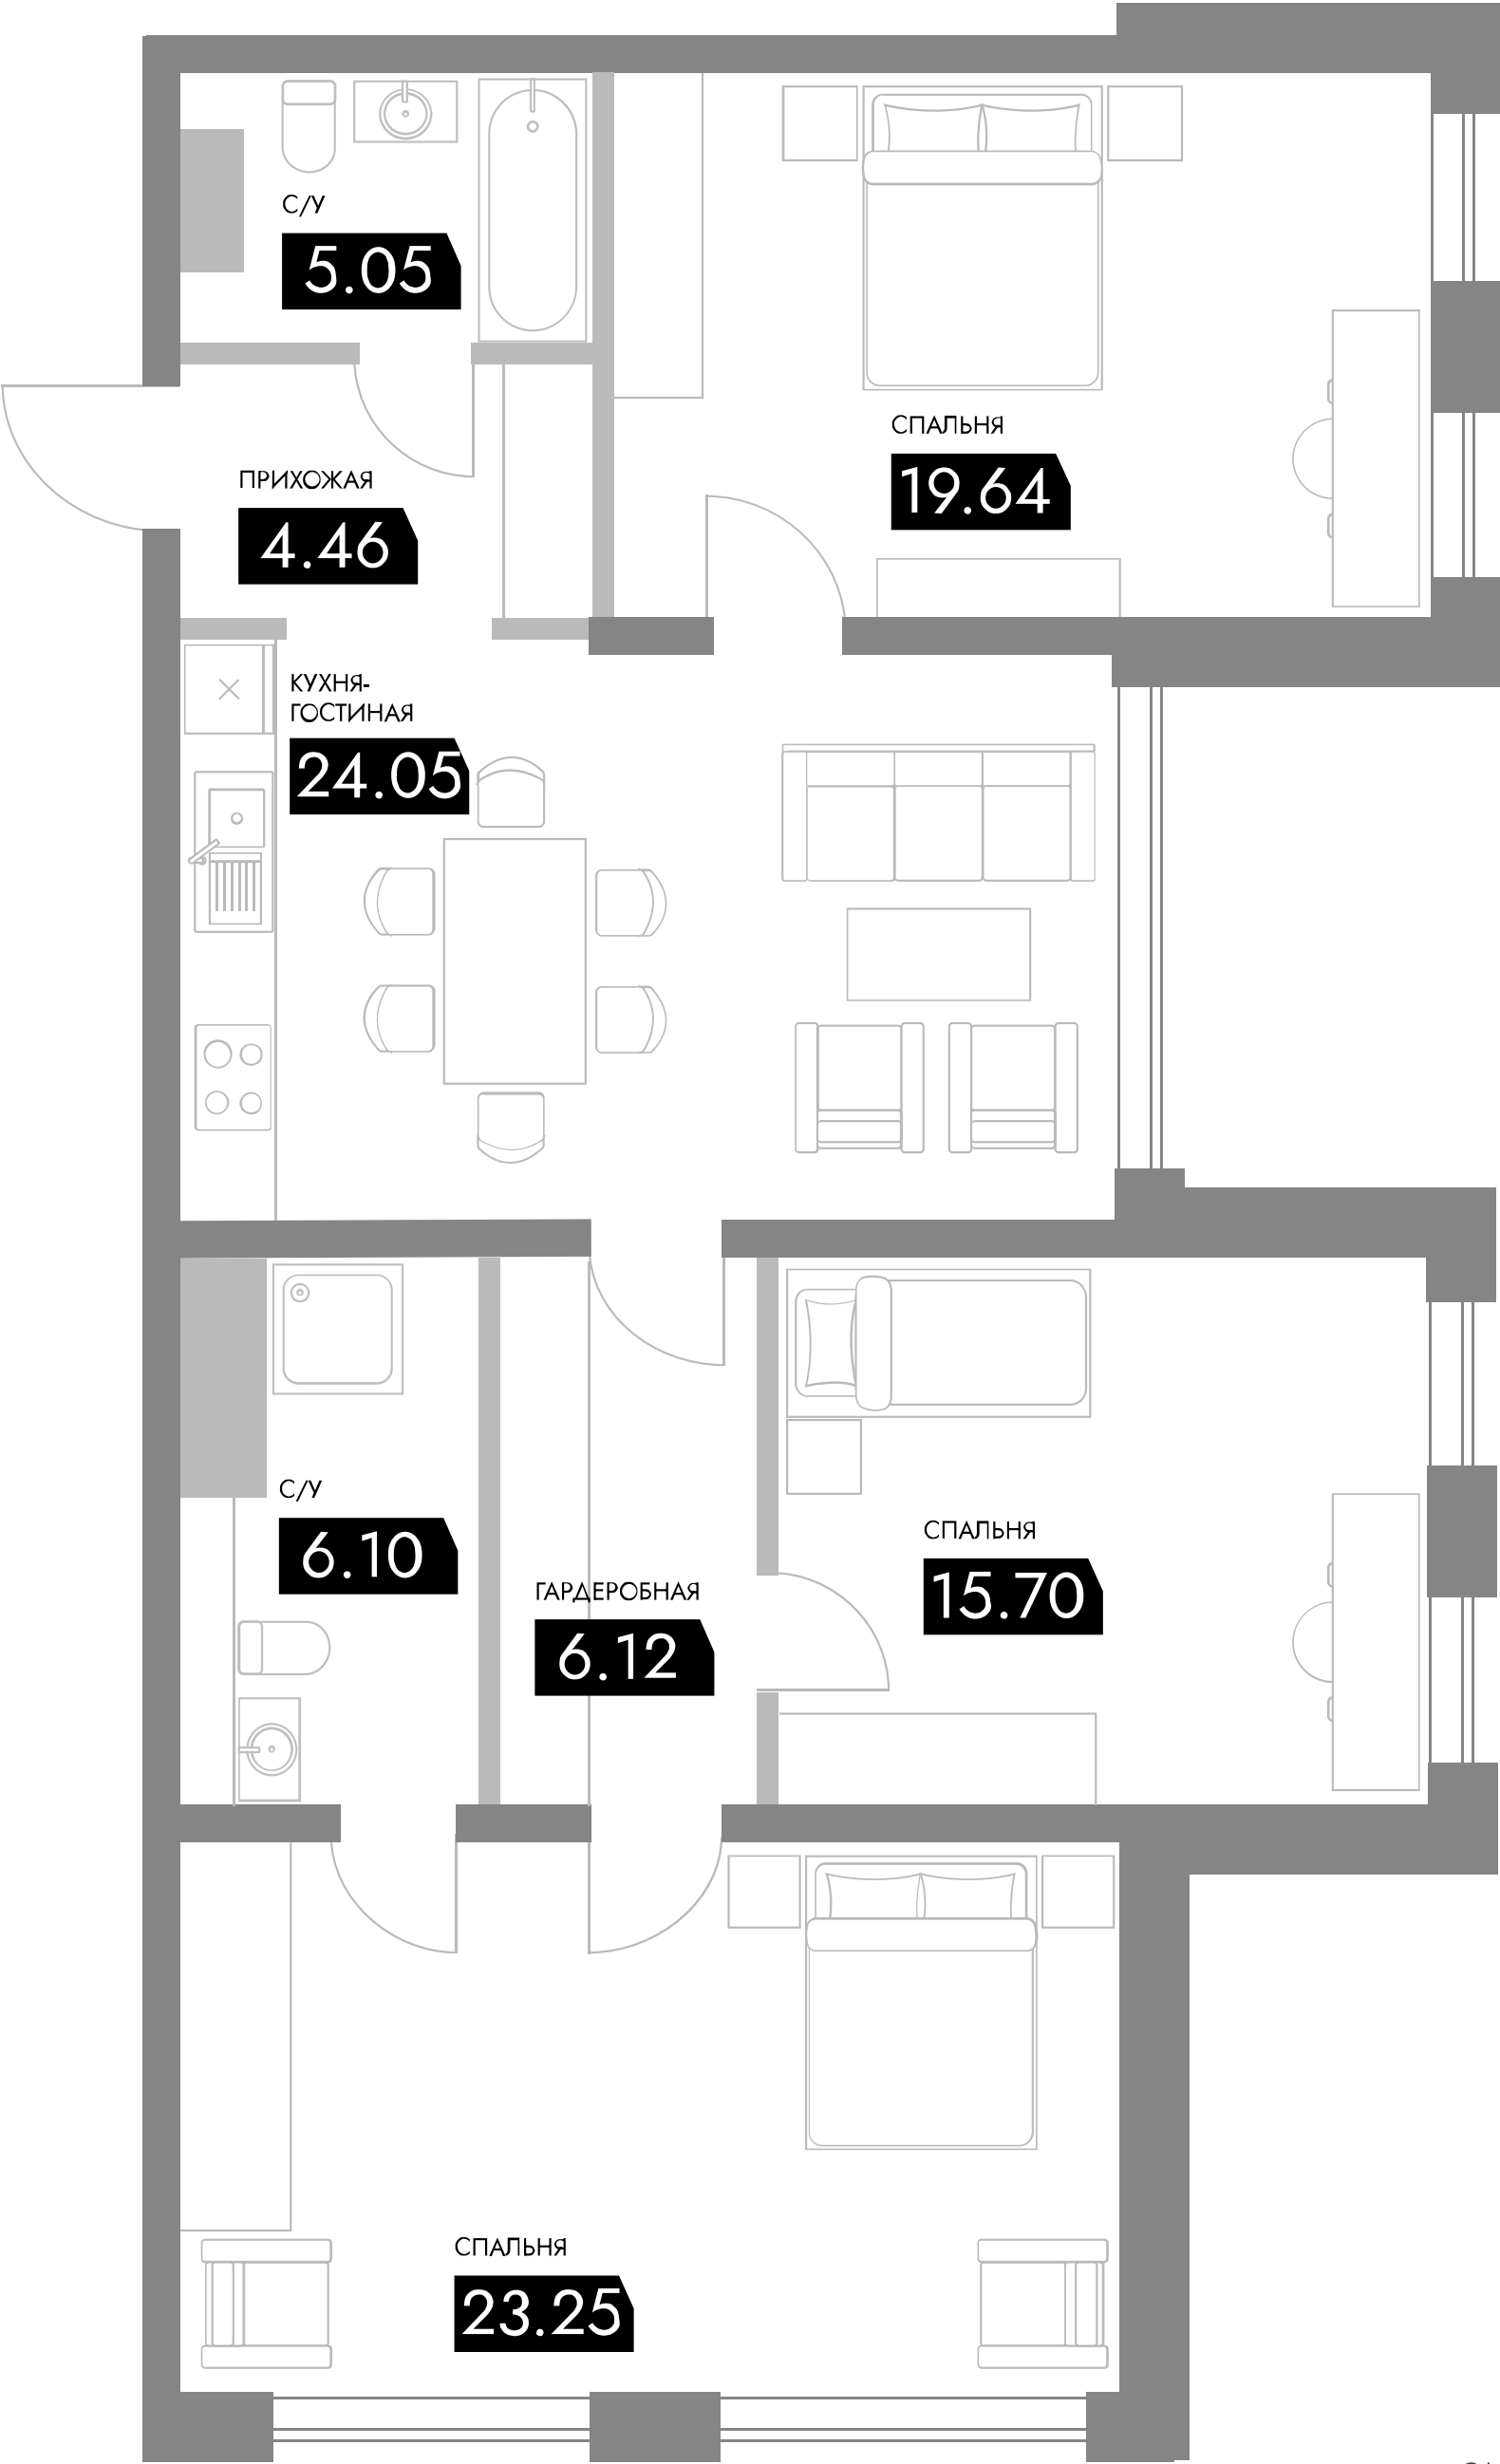 С/У
5.05
СПАЛЬНЯ
19.64
ПРИХОЖАЯ
4.46
КУХНЯ-
ГОСТИНАЯ
24.05
С/У
6.10
ГАРДЕРОБНАЯ
6.12
СПАЛЬНЯ
15.70
СПАЛЬНЯ
23.25